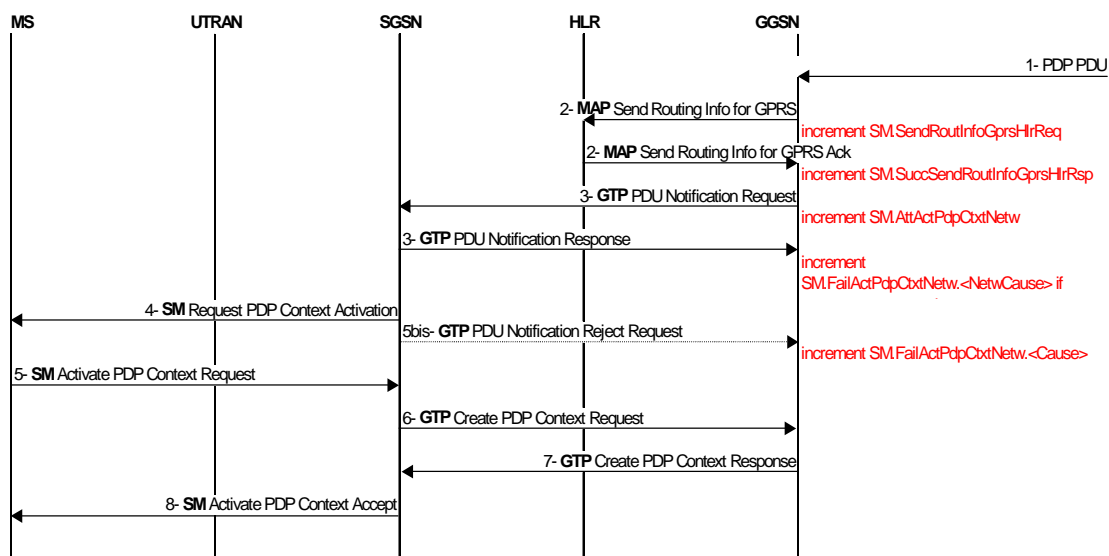 MS UTRAN SGSN HLR GGSN
1- PDP PDU
2- MAP Send Routing Info for GPRS
increment SM.SendRoutInfoGprsHlrReq
2- MAP Send Routing Info for GPRS Ack
increment SM.SuccSendRoutInfoGprsHlrRsp
3- GTP PDU Notification Request
increment SM.AttActPdpCtxtNetw
3- GTP PDU Notification Response
increment
SM.FailActPdpCtxtNetw.<NetwCause> if
4- SM Request PDP Context Activation
5bis- GTP PDU Notification Reject Request
increment SM.FailActPdpCtxtNetw.<Cause>
5- SM Activate PDP Context Request
6- GTP Create PDP Context Request
7- GTP Create PDP Context Response
8- SM Activate PDP Context Accept